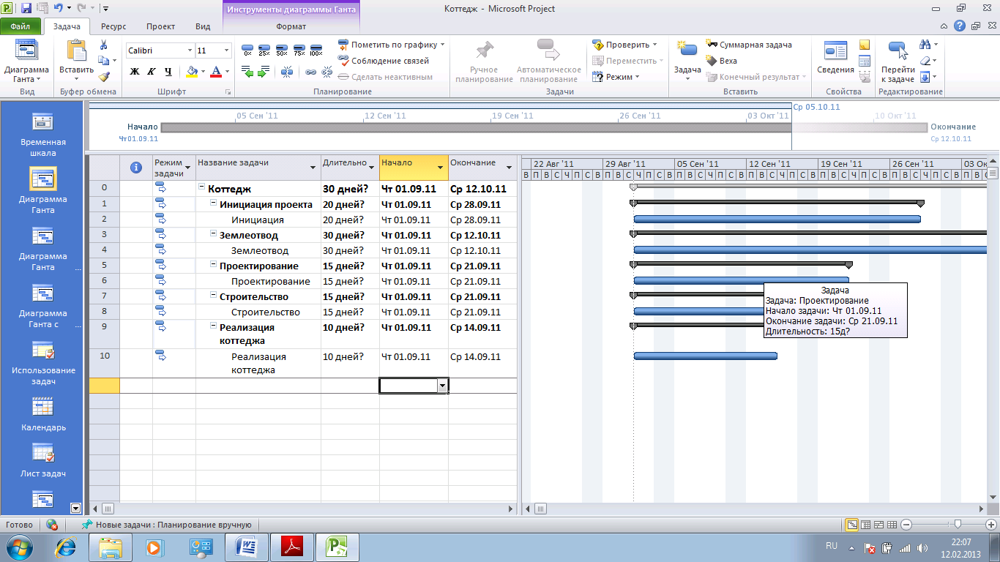 Инструменты диаграммы Ганта
Коттедж - Microsoft Project
Файл Задача Ресурс Проект Вид Формат
Диаграмма Ганта
Вид
Вставить
Буфер обмена
Calibri 11
Ж К Ч А
Шрифт
0% 25% 50% 75% 100%
Пометить по графику
Соблюдение связей
Сделать неактивным
Планирование
Ручное планирование
Автоматическое планирование
Проверить
Переместить
Режим
Задачи
Задача
Суммарная задача
Веха
Конечный результат
Вставить
Сведения
Свойства
Перейти к задаче
Редактирование
Ср 05.10.11
05 Сен '11 12 Сен '11 19 Сен '11 26 Сен '11 03 Окт '11 10 Окт '11
Начало
Чт 01.09.11
Окончание
Ср 12.10.11
Временная шкала
Диаграмма Ганта
Диаграмма Ганта ...
Диаграмма Ганта с ...
Использование задач
Календарь
Лист задач
Режим задачи Название задачи Длительно Начало Окончание
22 Авг '11 29 Авг '11 05 Сен '11 12 Сен '11 19 Сен '11 26 Сен '11 03 Ок
В П В С Ч П С В П В С Ч П С В П В С Ч П С В П В С Ч П С В П В С Ч П С В П В С Ч П С В П В С
0 Коттедж 30 дней? Чт 01.09.11 Ср 12.10.11
1 Инициация проекта 20 дней? Чт 01.09.11 Ср 28.09.11
2 Инициация 20 дней? Чт 01.09.11 Ср 28.09.11
3 Землеотвод 30 дней? Чт 01.09.11 Ср 12.10.11
4 Землеотвод 30 дней? Чт 01.09.11 Ср 12.10.11
5 Проектирование 15 дней? Чт 01.09.11 Ср 21.09.11
6 Проектирование 15 дней? Чт 01.09.11 Ср 21.09.11
7 Строительство 15 дней? Чт 01.09.11 Ср 21.09.11
8 Строительство 15 дней? Чт 01.09.11 Ср 21.09.11
9 Реализация коттеджа 10 дней? Чт 01.09.11 Ср 14.09.11
10 Реализация коттеджа 10 дней? Чт 01.09.11 Ср 14.09.11
Задача
Задача: Проектирование
Начало задачи: Чт 01.09.11
Окончание задачи: Ср 21.09.11
Длительность: 15д?
Готово
Новые задачи : Планирование вручную
RU
22:07
12.02.2013